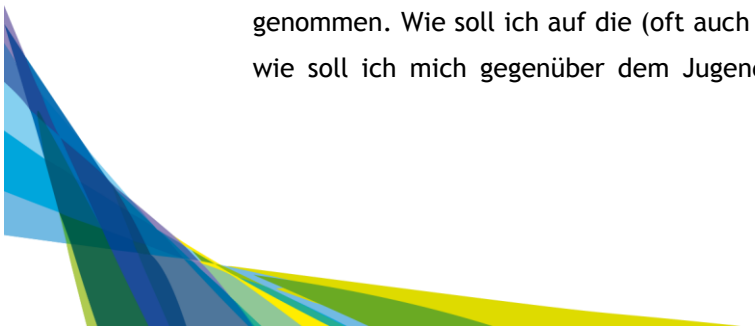 genommen. Wie soll ich auf die (oft auch
wie soll ich mich gegenüber dem